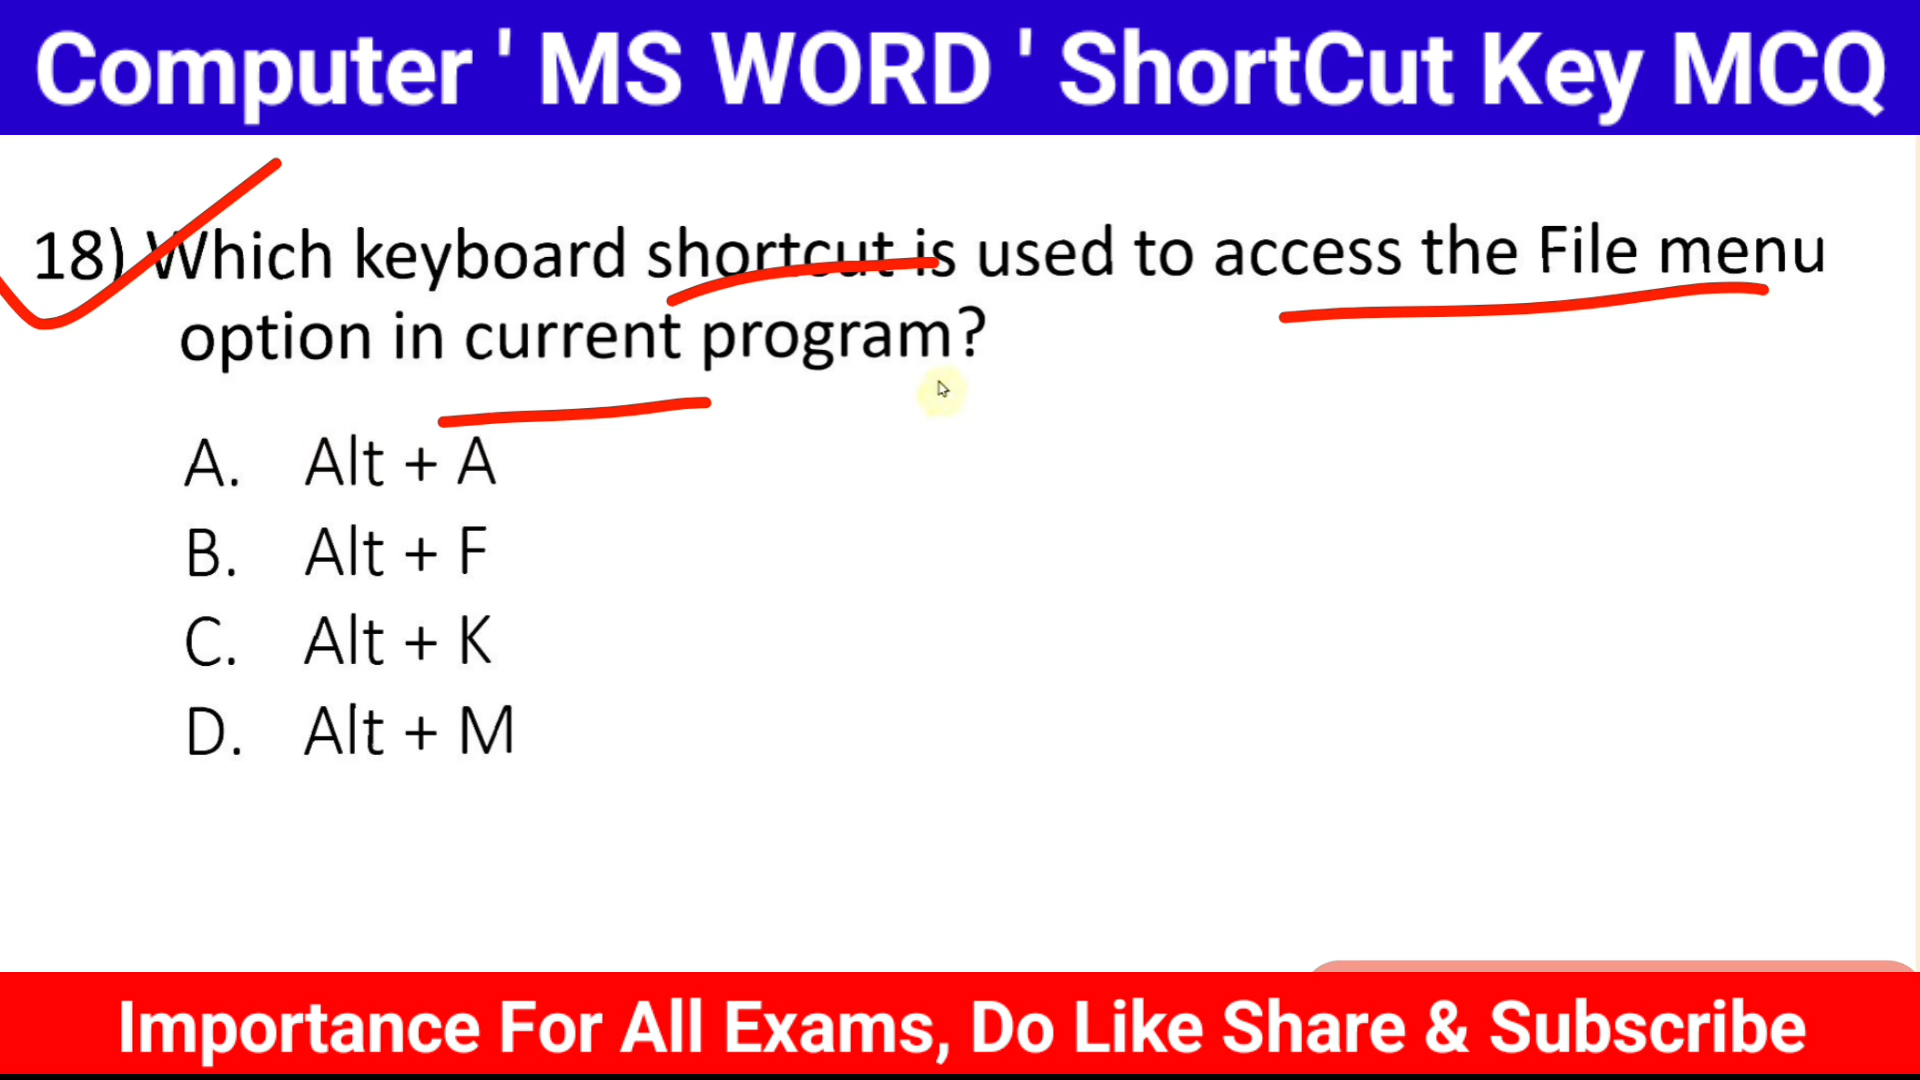 Computer ' MS WORD ' ShortCut Key MCQ
18) Which keyboard shortcut is used to access the File menu
option in current program?
A. Alt + A
B. Alt + F
C. Alt + K
D. Alt + M
Importance For All Exams, Do Like Share & Subscribe